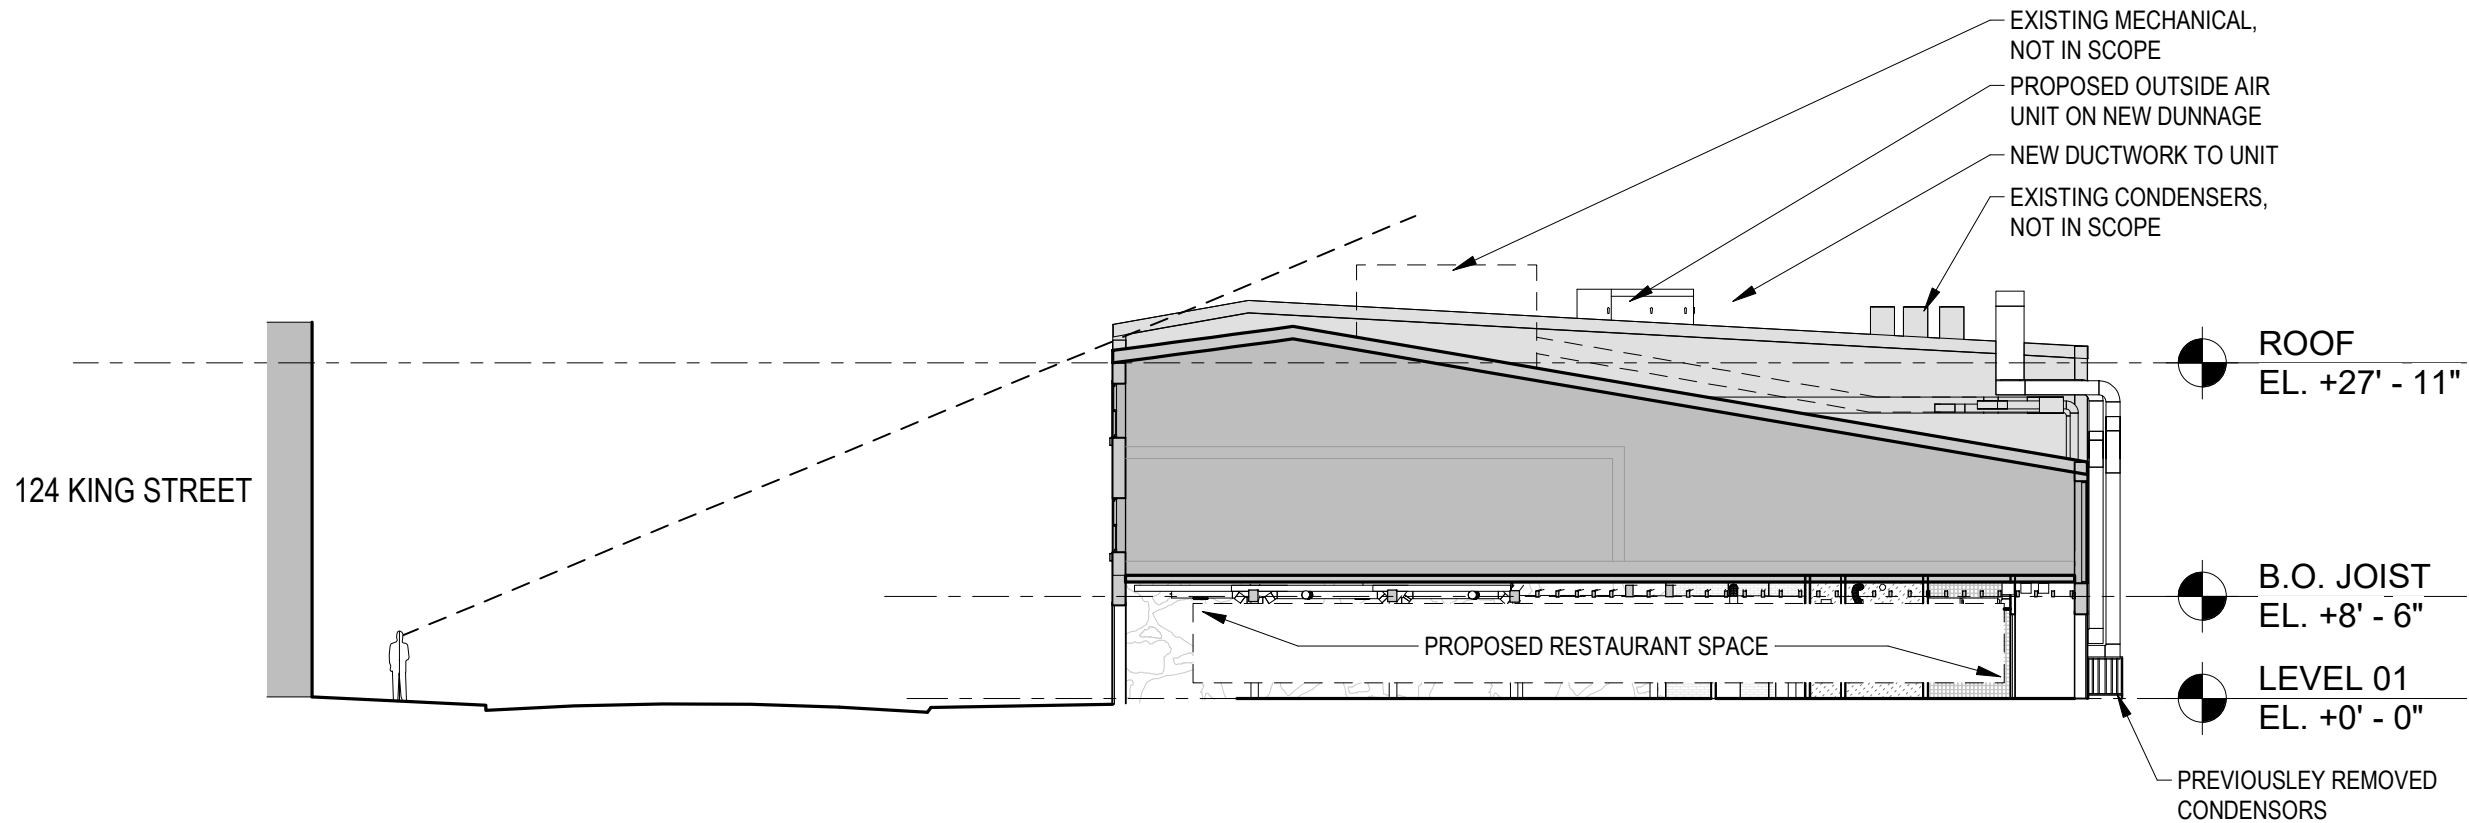 EXISTING MECHANICAL,
NOT IN SCOPE
PROPOSED OUTSIDE AIR
UNIT ON NEW DUNNAGE
NEW DUCTWORK TO UNIT
EXISTING CONDENSERS,
NOT IN SCOPE
ROOF
EL. +27' - 11"
124 KING STREET
B.O. JOIST
EL. +8' - 6"
PROPOSED RESTAURANT SPACE
LEVEL 01
EL. +0' - 0"
PREVIOUSLEY REMOVED
CONDENSORS